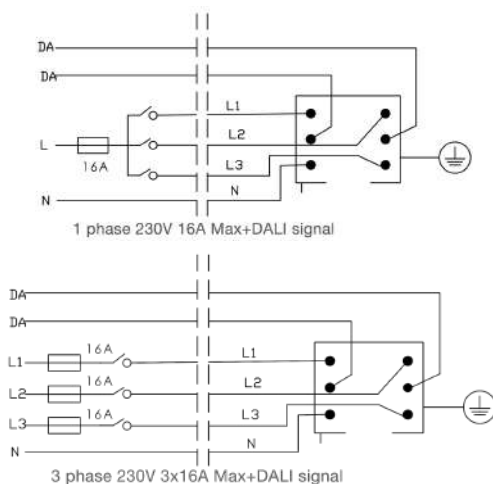 DA
DA
L1
L2
L
16A
L3
N
N
1 phase 230V 16A Max+DALI signal
DA
DA
16A
L1
L1
16A
L2
L2
16A
L3
L3
N
N
3 phase 230V 3x16A Max+DALI signal